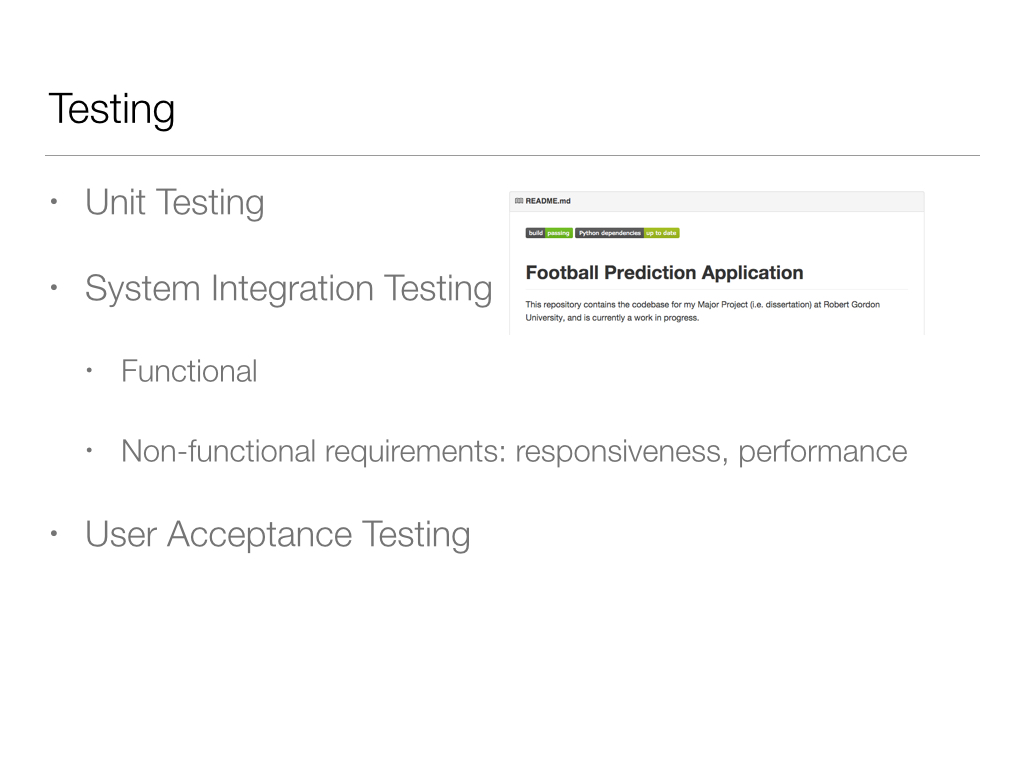 Testing
• Unit Testing
README.md
build passing Python dependencies up to date
Football Prediction Application
This repository contains the codebase for my Major Project (i.e. dissertation) at Robert Gordon
University, and is currently a work in progress.
• System Integration Testing
• Functional
• Non-functional requirements: responsiveness, performance
• User Acceptance Testing